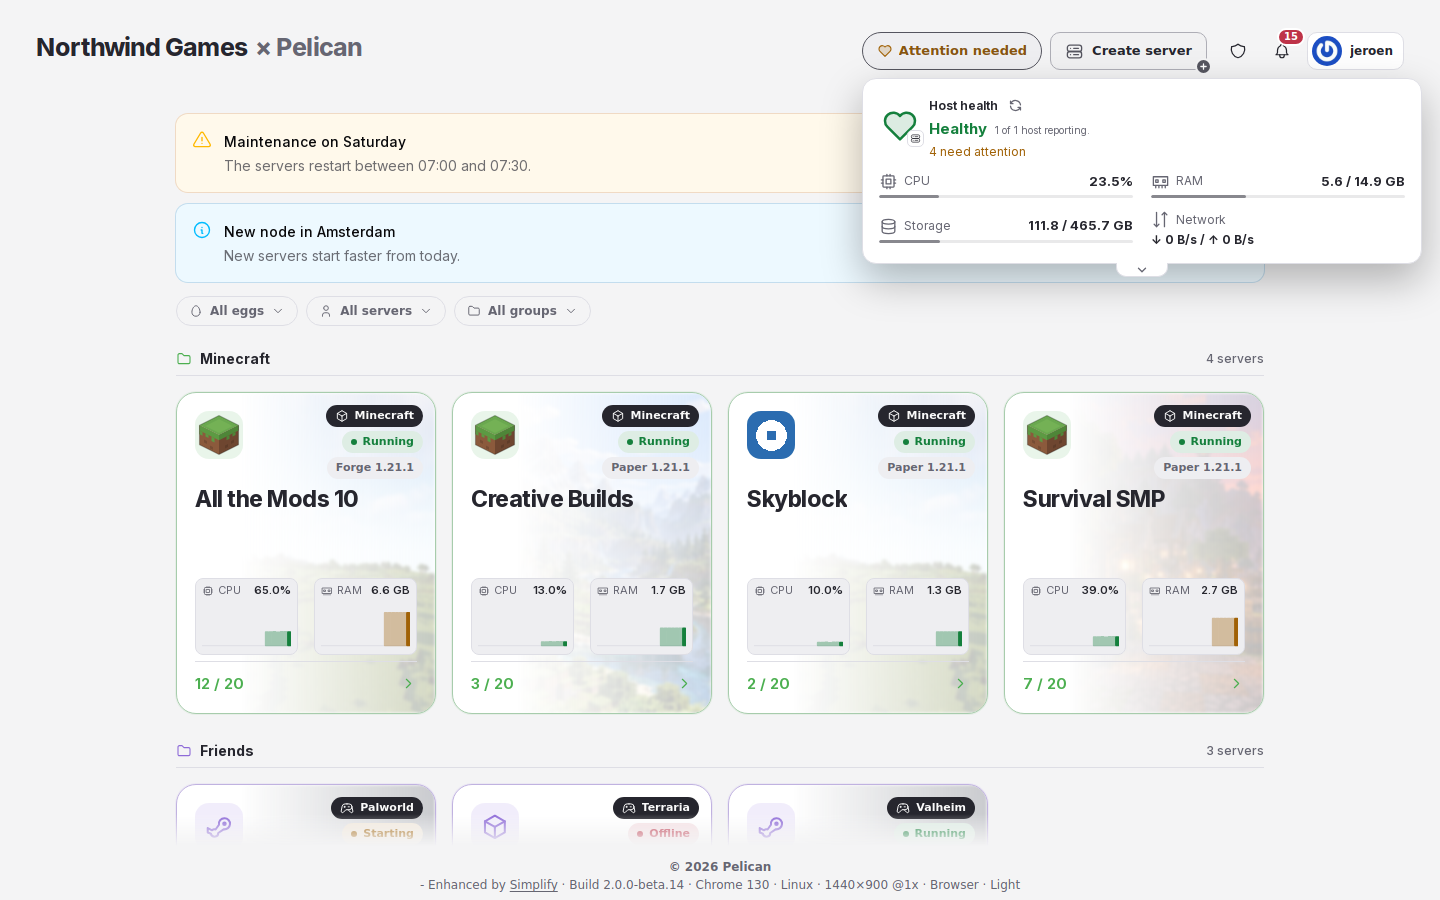 Northwind Games × Pelican
Attention needed
Create server
15
jeroen
Host health
Healthy 1 of 1 host reporting.
4 need attention
CPU 23.5%
RAM 5.6 / 14.9 GB
Storage 111.8 / 465.7 GB
Network
↓ 0 B/s / ↑ 0 B/s
Maintenance on Saturday
The servers restart between 07:00 and 07:30.
New node in Amsterdam
New servers start faster from today.
All eggs
All servers
All groups
Minecraft
4 servers
Minecraft
Running
Forge 1.21.1
All the Mods 10
CPU 65.0%
RAM 6.6 GB
12 / 20
Minecraft
Running
Paper 1.21.1
Creative Builds
CPU 13.0%
RAM 1.7 GB
3 / 20
Minecraft
Running
Paper 1.21.1
Skyblock
CPU 10.0%
RAM 1.3 GB
2 / 20
Minecraft
Running
Paper 1.21.1
Survival SMP
CPU 39.0%
RAM 2.7 GB
7 / 20
Friends
3 servers
Palworld
Starting
Terraria
Offline
Valheim
Running
© 2026 Pelican
- Enhanced by Simplify · Build 2.0.0-beta.14 · Chrome 130 · Linux · 1440×900 @1x · Browser · Light